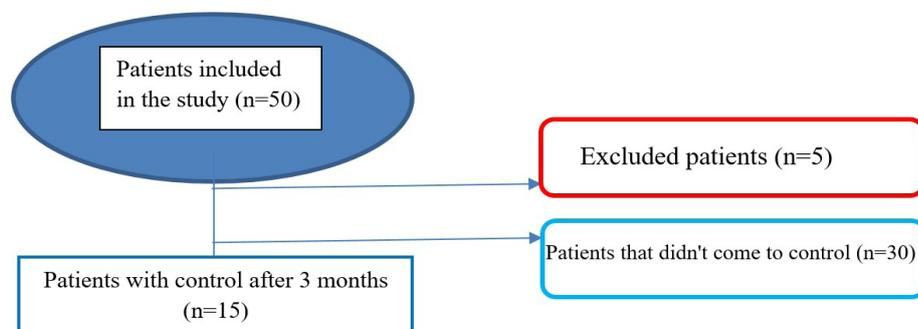 Patients included
in the study (n=50)
Excluded patients (n=5)
Patients that didn't come to control (n=30)
Patients with control after 3 months
(n=15)